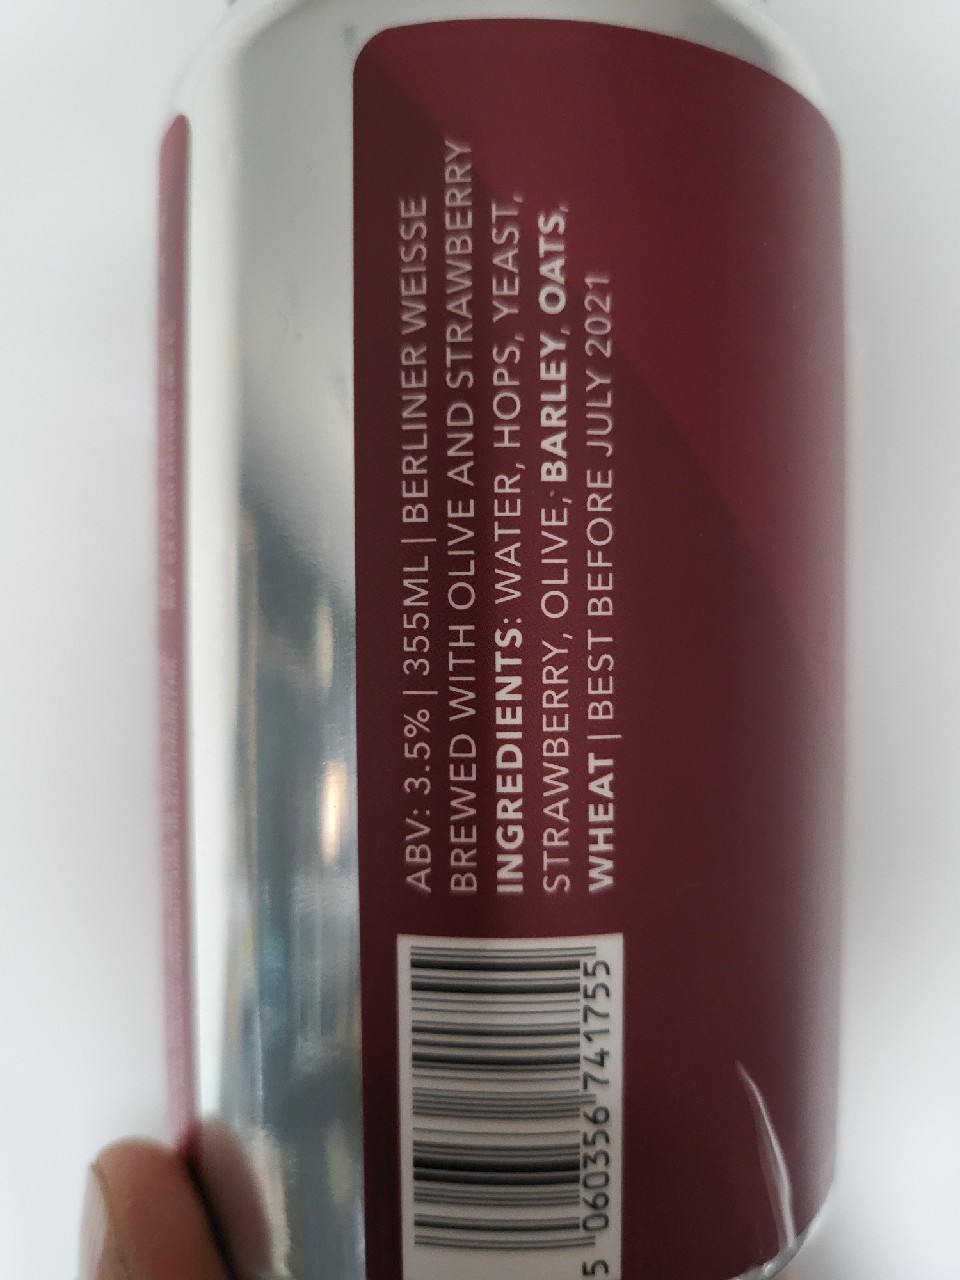 ABV: 3.5% | 355ML | BERLINER WEISSE
BREWED WITH OLIVE AND STRAWBERRY
INGREDIENTS: WATER, HOPS, YEAST,
STRAWBERRY, OLIVE, BARLEY, OATS,
WHEAT | BEST BEFORE JULY 2021
5 060356 741755